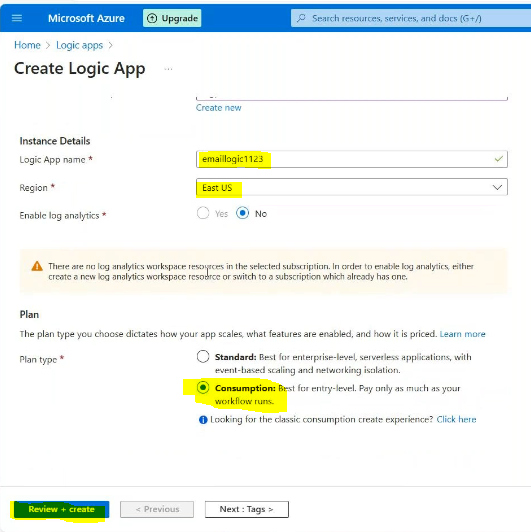 Microsoft Azure
Upgrade
Search resources, services, and docs (G+/)
Home > Logic apps >
Create Logic App ...
Create new
Instance Details
Logic App name *
emaillogic1123
Region *
East US
Enable log analytics *
Yes
No
There are no log analytics workspace resources in the selected subscription. In order to enable log analytics, either
create a new log analytics workspace resource or switch to a subscription which already has one.
Plan
The plan type you choose dictates how your app scales, what features are enabled, and how it is priced. Learn more
Plan type *
Standard: Best for enterprise-level, serverless applications, with
event-based scaling and networking isolation.
Consumption: Best for entry-level. Pay only as much as your
workflow runs.
Looking for the classic consumption create experience? Click here
Review + create
< Previous
Next : Tags >